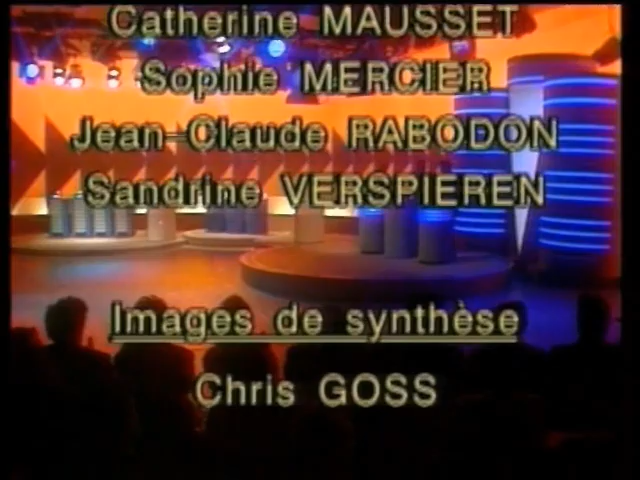 Catherine MAUSSET
Sophie MERCIER
Jean-Claude RABODON
Sandrine VERSPIEREN
Images de synthèse
Chris GOSS